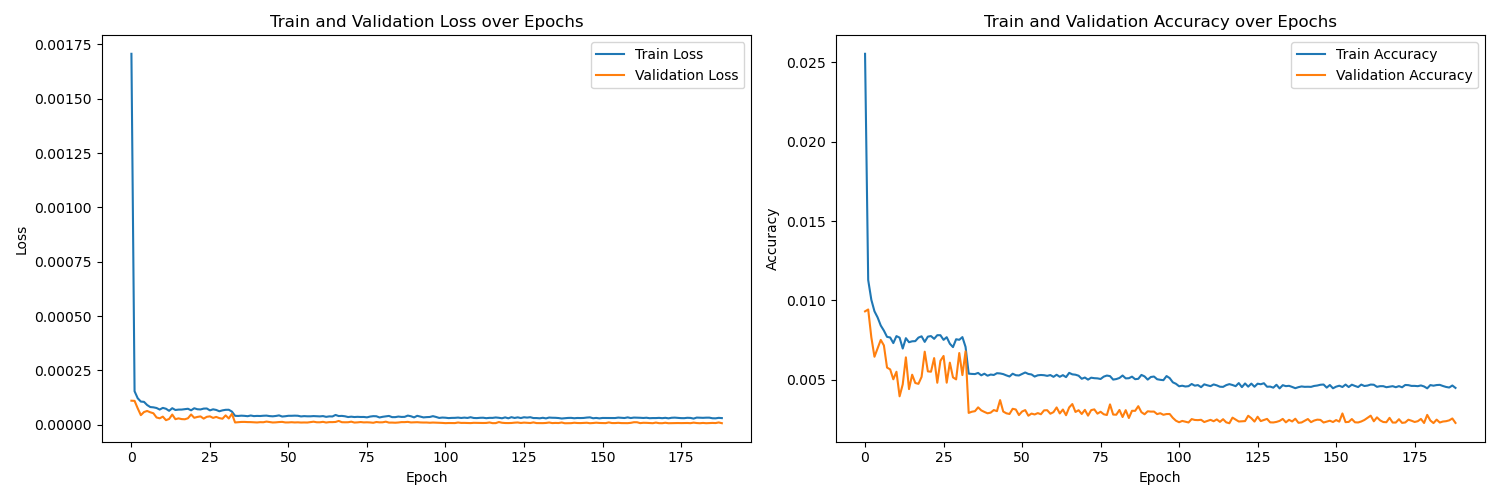 Train and Validation Loss over Epochs
0.00175
0.00150
0.00125
0.00100
0.00075
0.00050
0.00025
0.00000
Loss
Train Loss
Validation Loss
0 25 50 75 100 125 150 175
Epoch
Train and Validation Accuracy over Epochs
0.025
0.020
0.015
0.010
0.005
Accuracy
Train Accuracy
Validation Accuracy
0 25 50 75 100 125 150 175
Epoch